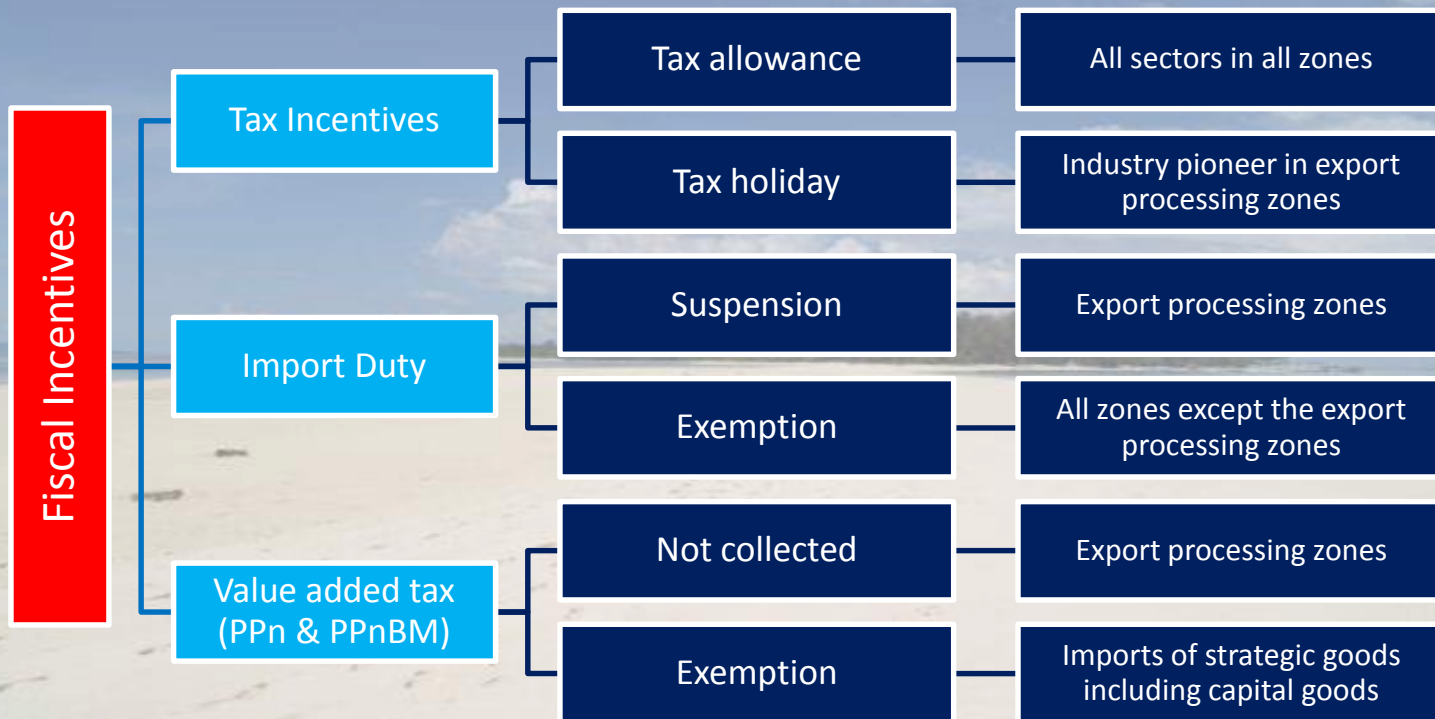 Fiscal Incentives
Tax Incentives
Tax allowance
All sectors in all zones
Tax holiday
Industry pioneer in export
processing zones
Import Duty
Suspension
Export processing zones
Exemption
All zones except the export
processing zones
Value added tax
(PPn & PPnBM)
Not collected
Export processing zones
Exemption
Imports of strategic goods
including capital goods